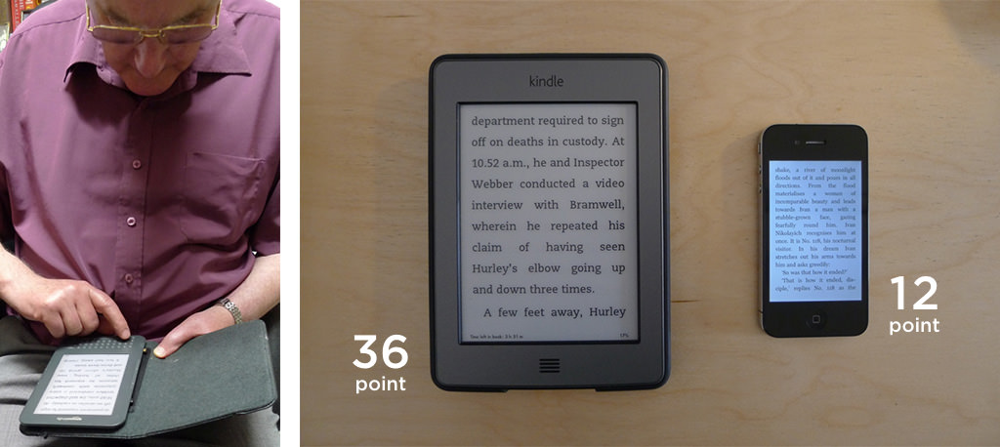 kindle
department required to sign
off on deaths in custody. At
10.52 a.m., he and Inspector
Webber conducted a video
interview with Bramwell,
wherein he repeated his
claim of having seen
Hurley's elbow going up
and down three times.
A few feet away, Hurley
17%
36
point
shake, a river of moonlight
floods out of it and pours in all
directions. From the flood
materialises a woman of
incomparable beauty and leads
towards Ivan a man with a
stubble-grown face, gazing
fearfully round him. Ivan
Nikolayich recognises him at
once. It is No. 118, his nocturnal
visitor. In his dream Ivan
stretches out his arms towards
him and asks greedily:
'So was that how it ended?'
'That is how it ended, dis-
ciple,' replies No. 118 as the
12
point